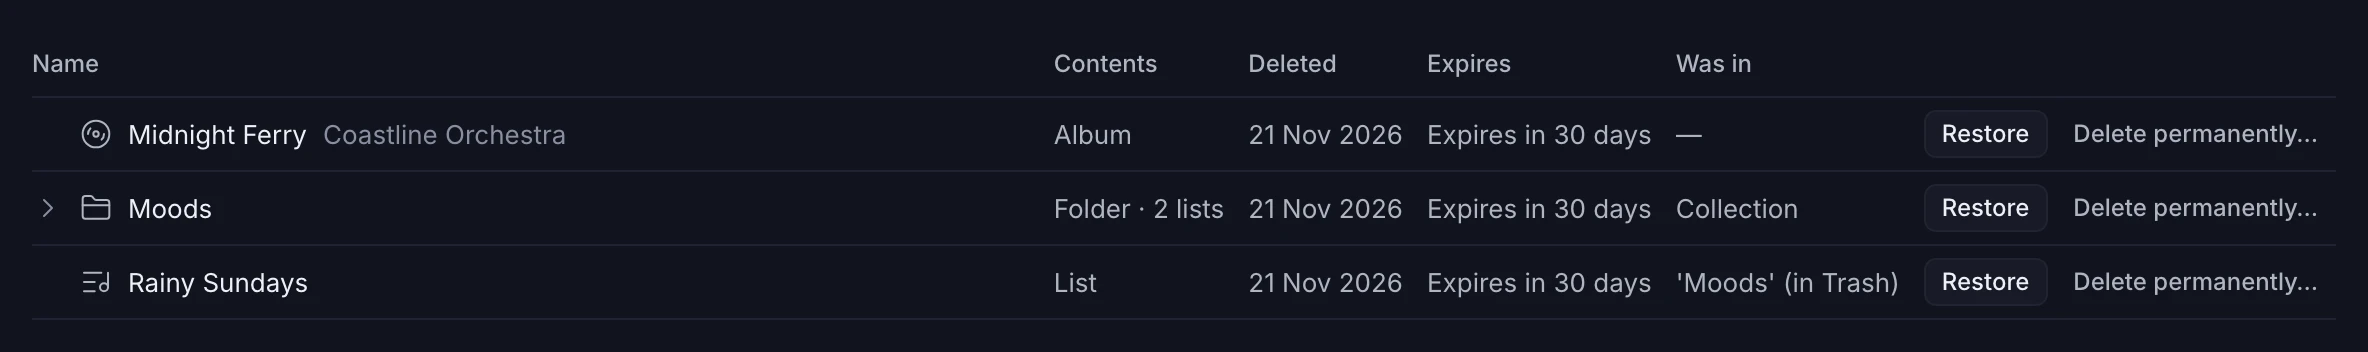 Name Contents Deleted Expires Was in
Midnight Ferry Coastline Orchestra Album 21 Nov 2026 Expires in 30 days — Restore Delete permanently...
Moods Folder · 2 lists 21 Nov 2026 Expires in 30 days Collection Restore Delete permanently...
Rainy Sundays List 21 Nov 2026 Expires in 30 days 'Moods' (in Trash) Restore Delete permanently...